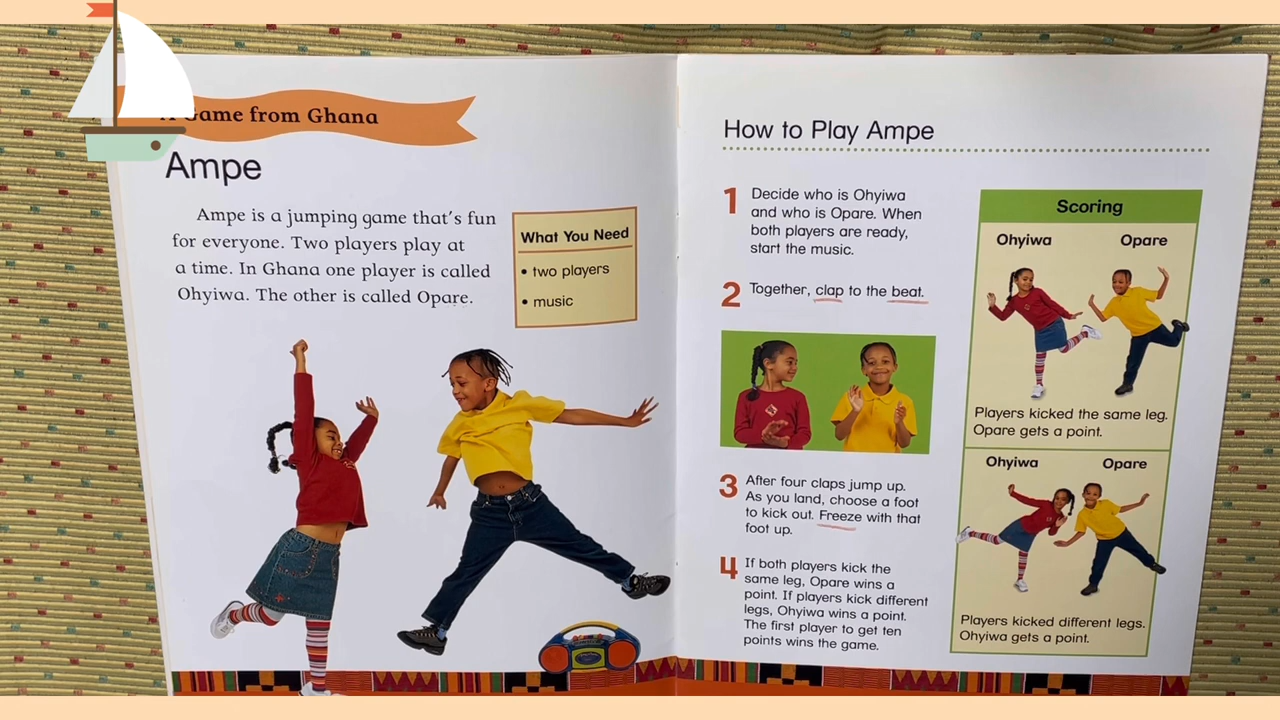 A Game from Ghana
Ampe
Ampe is a jumping game that's fun
for everyone. Two players play at
a time. In Ghana one player is called
Ohyiwa. The other is called Opare.
What You Need
• two players
• music
How to Play Ampe
1 Decide who is Ohyiwa
and who is Opare. When
both players are ready,
start the music.
2 Together, clap to the beat.
3 After four claps jump up.
As you land, choose a foot
to kick out. Freeze with that
foot up.
4 If both players kick the
same leg, Opare wins a
point. If players kick different
legs, Ohyiwa wins a point.
The first player to get ten
points wins the game.
Scoring
Ohyiwa Opare
Players kicked the same leg.
Opare gets a point.
Ohyiwa Opare
Players kicked different legs.
Ohyiwa gets a point.